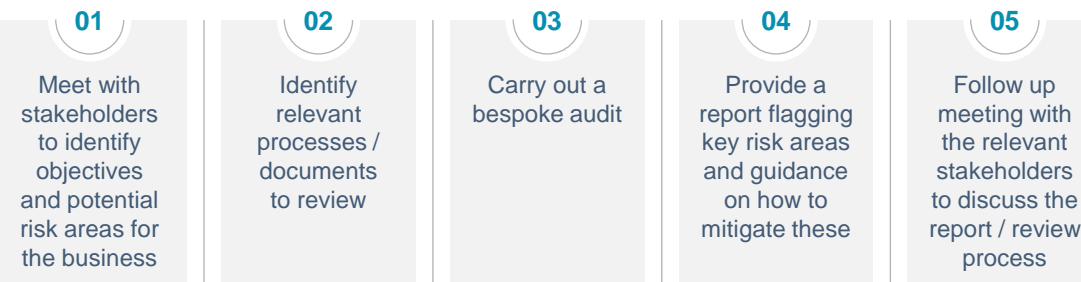 01
Meet with
stakeholders
to identify
objectives
and potential
risk areas for
the business
02
Identify
relevant
processes /
documents
to review
03
Carry out a
bespoke audit
04
Provide a
report flagging
key risk areas
and guidance
on how to
mitigate these
05
Follow up
meeting with
the relevant
stakeholders
to discuss the
report / review
process